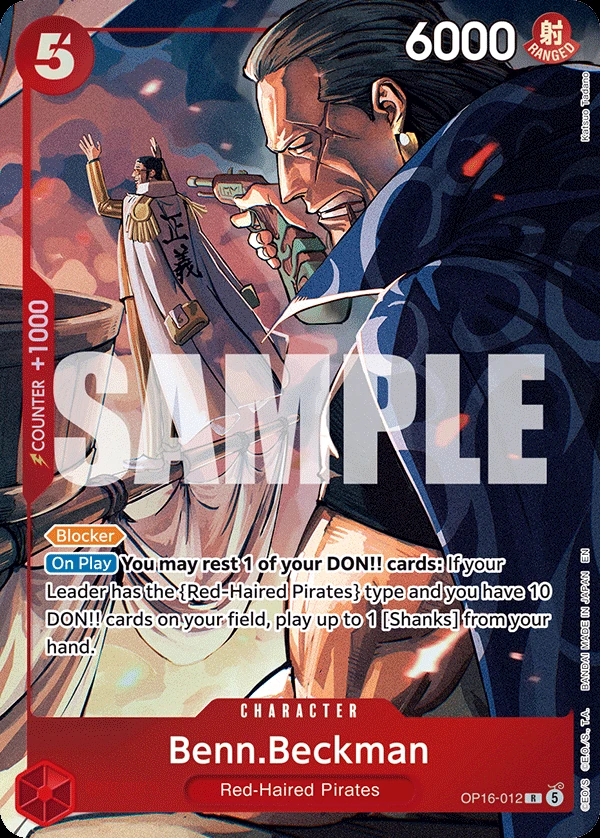 5
6000
射
RANGED
Katsuo Tadano
正義
COUNTER +1000
SAMPLE
Blocker
On Play You may rest 1 of your DON!! cards: If your
Leader has the {Red-Haired Pirates} type and you have 10
DON!! cards on your field, play up to 1 [Shanks] from your
hand.
©ED/S ©E.O./S., T.A. BANDAI MADE IN JAPAN EN
CHARACTER
Benn.Beckman
Red-Haired Pirates
OP16-012 R 5